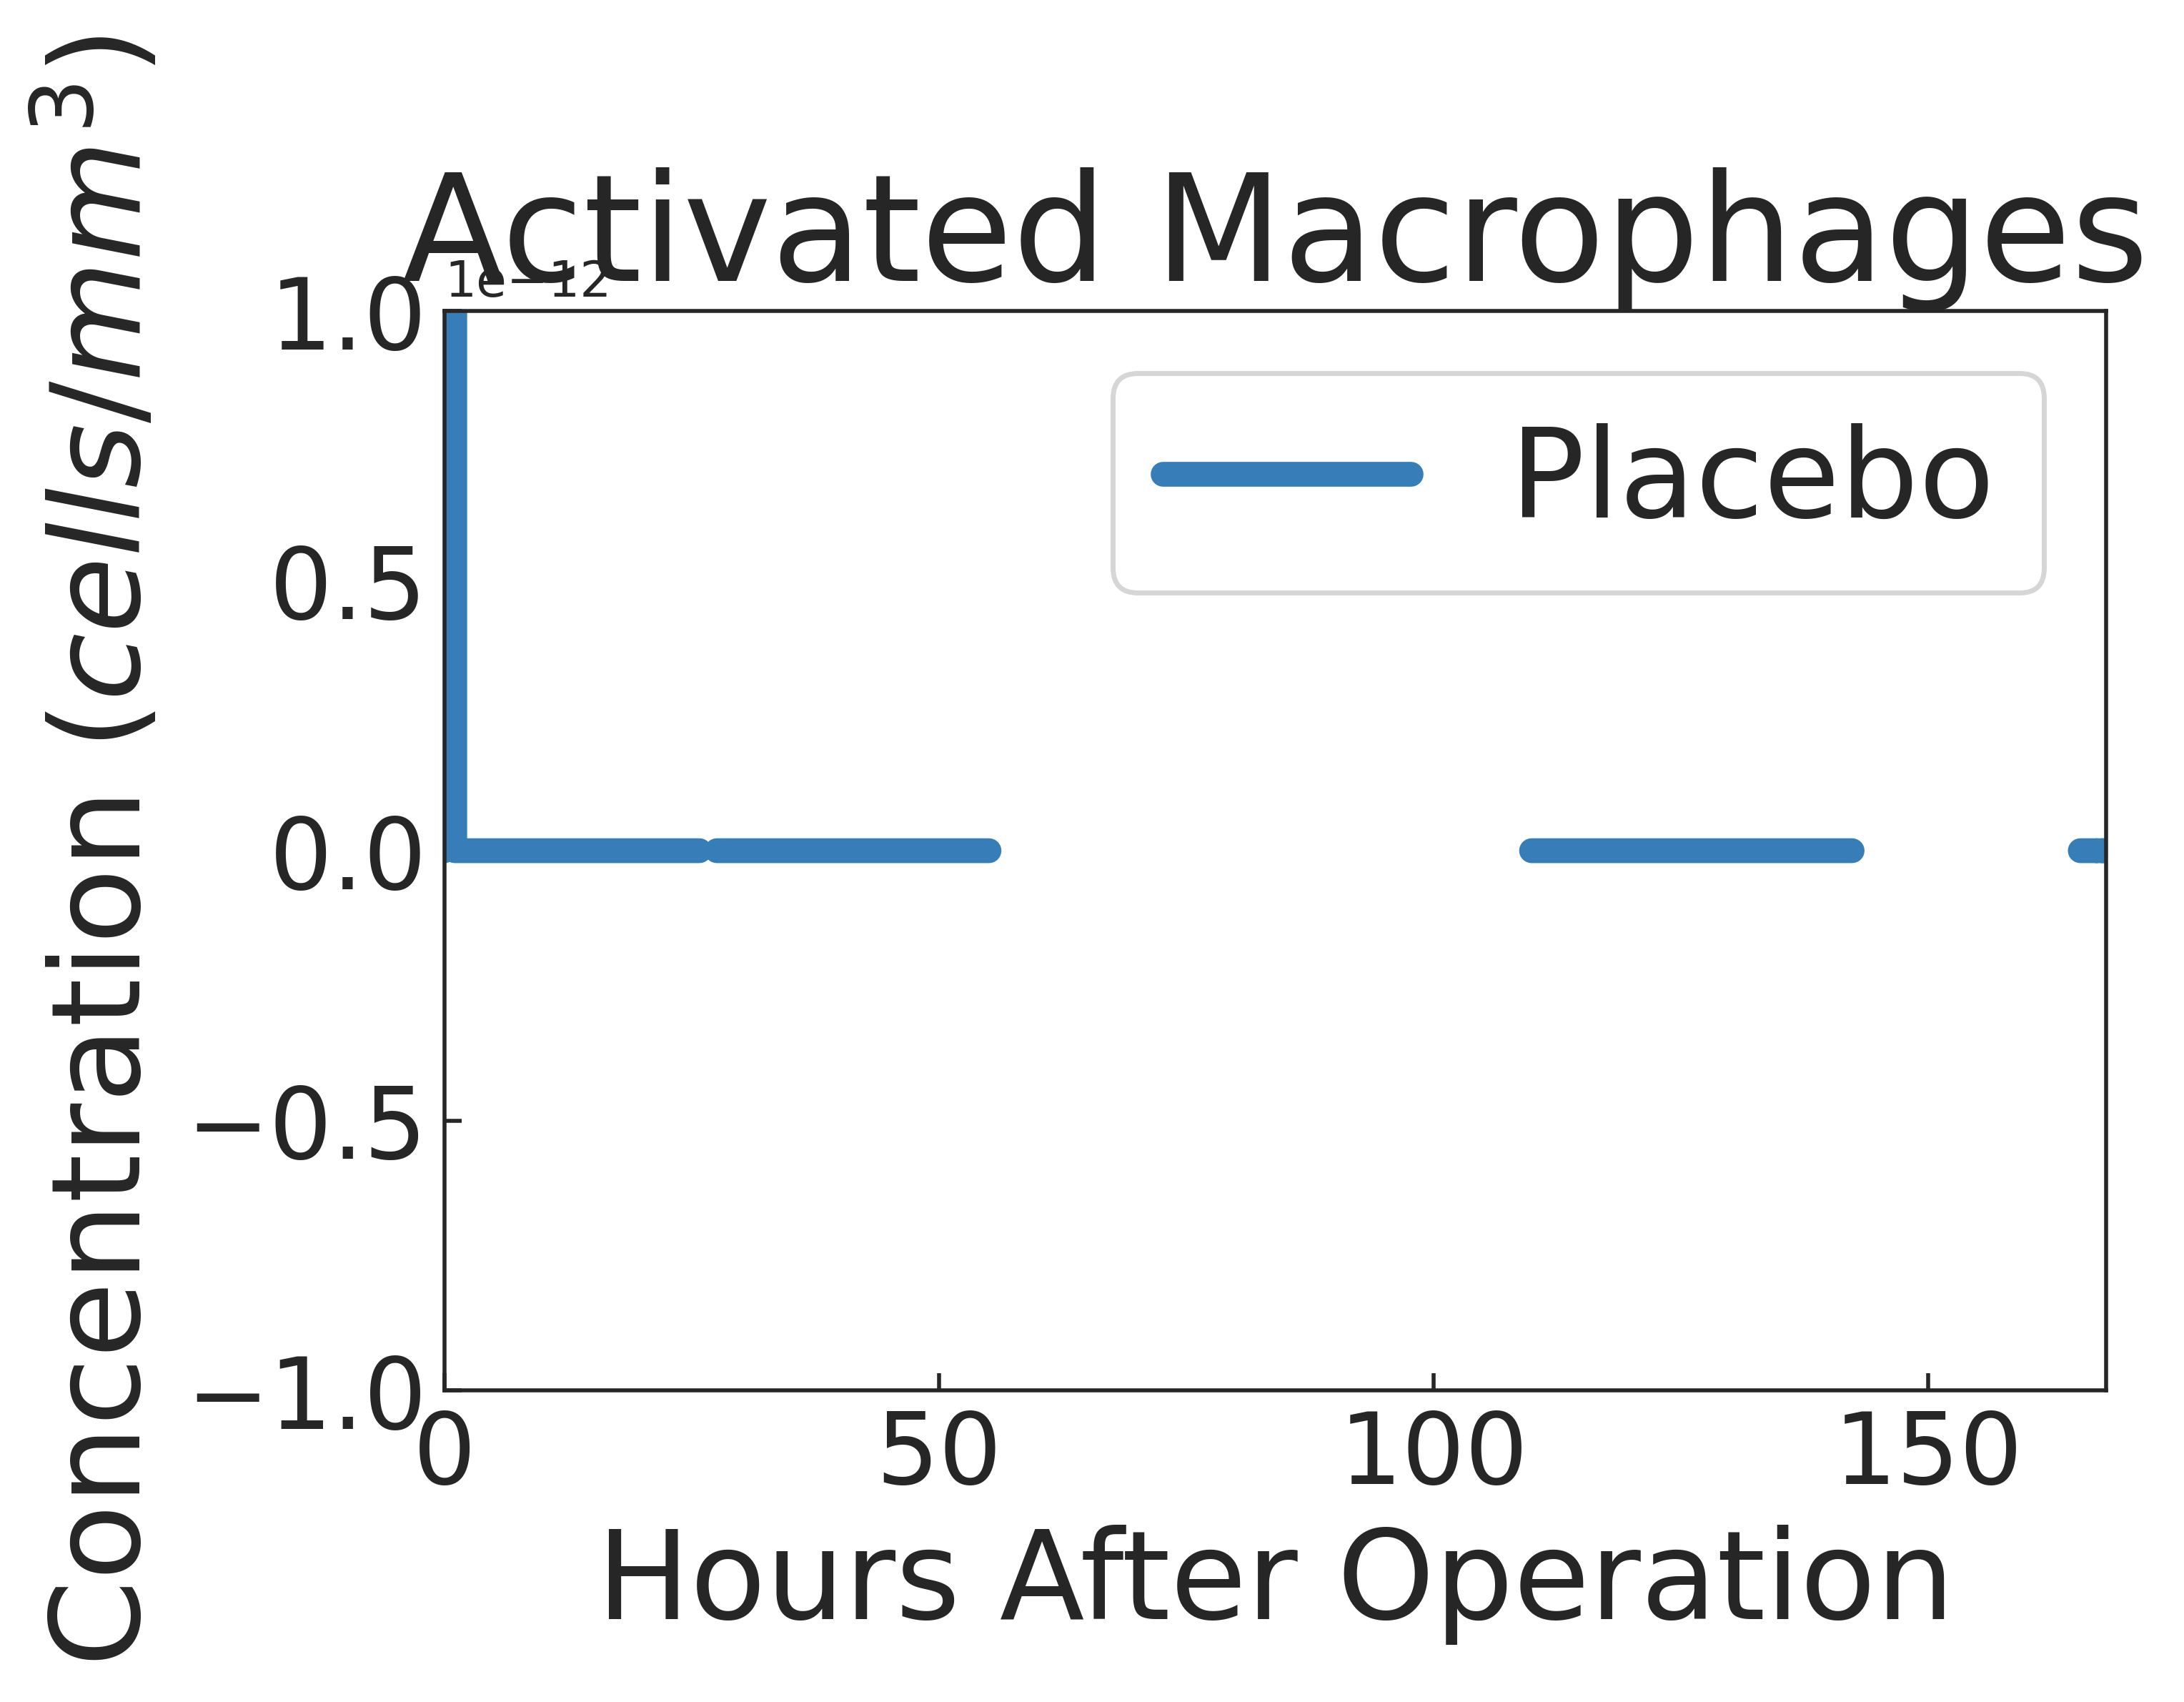 Activated Macrophages
1e−12
Concentration (cells/mm³)
1.0
0.5
0.0
−0.5
−1.0
Placebo
0 50 100 150
Hours After Operation